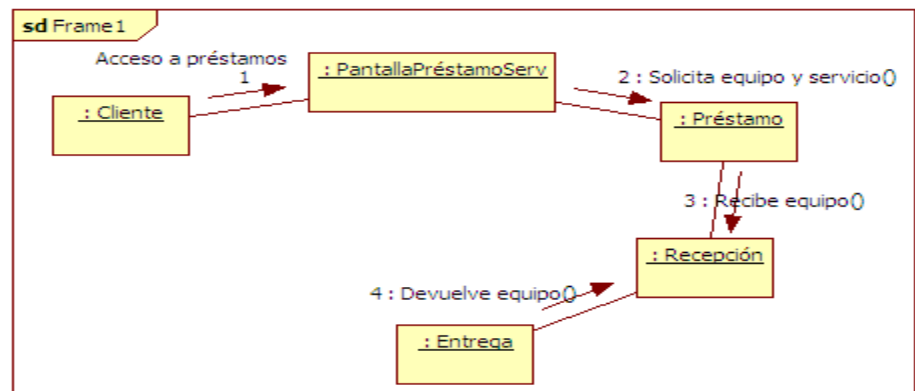 sd Frame1
Acceso a préstamos
1
: PantallaPréstamoServ
2 : Solicita equipo y servicio()
: Cliente
: Préstamo
3 : Recibe equipo()
: Recepción
4 : Devuelve equipo()
: Entrega